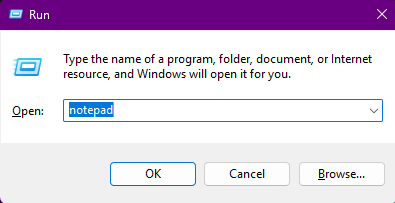 Run
Type the name of a program, folder, document, or Internet
resource, and Windows will open it for you.
Open: notepad
OK Cancel Browse...